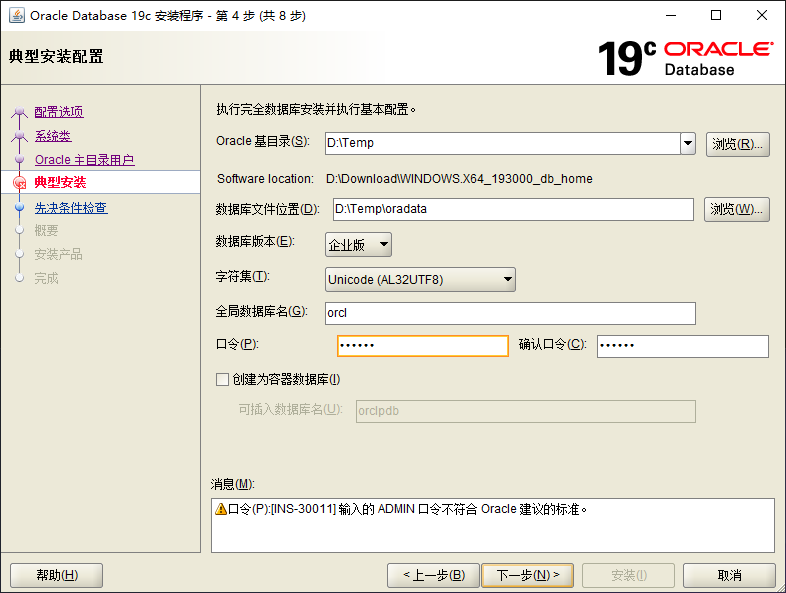 Oracle Database 19c 安装程序 - 第 4 步 (共 8 步)
典型安装配置
19c ORACLE
Database
配置选项
系统类
Oracle 主目录用户
典型安装
先决条件检查
概要
安装产品
完成
执行完全数据库安装并执行基本配置。
Oracle 基目录(S): D:\Temp 浏览(R)...
Software location: D:\Download\WINDOWS.X64_193000_db_home
数据库文件位置(D): D:\Temp\oradata 浏览(W)...
数据库版本(E): 企业版
字符集(T): Unicode (AL32UTF8)
全局数据库名(G): orcl
口令(P): •••••• 确认口令(C): ••••••
创建为容器数据库(I)
可插入数据库名(U): orclpdb
消息(M):
口令(P):[INS-30011] 输入的 ADMIN 口令不符合 Oracle 建议的标准。
帮助(H) < 上一步(B) 下一步(N) > 安装(I) 取消